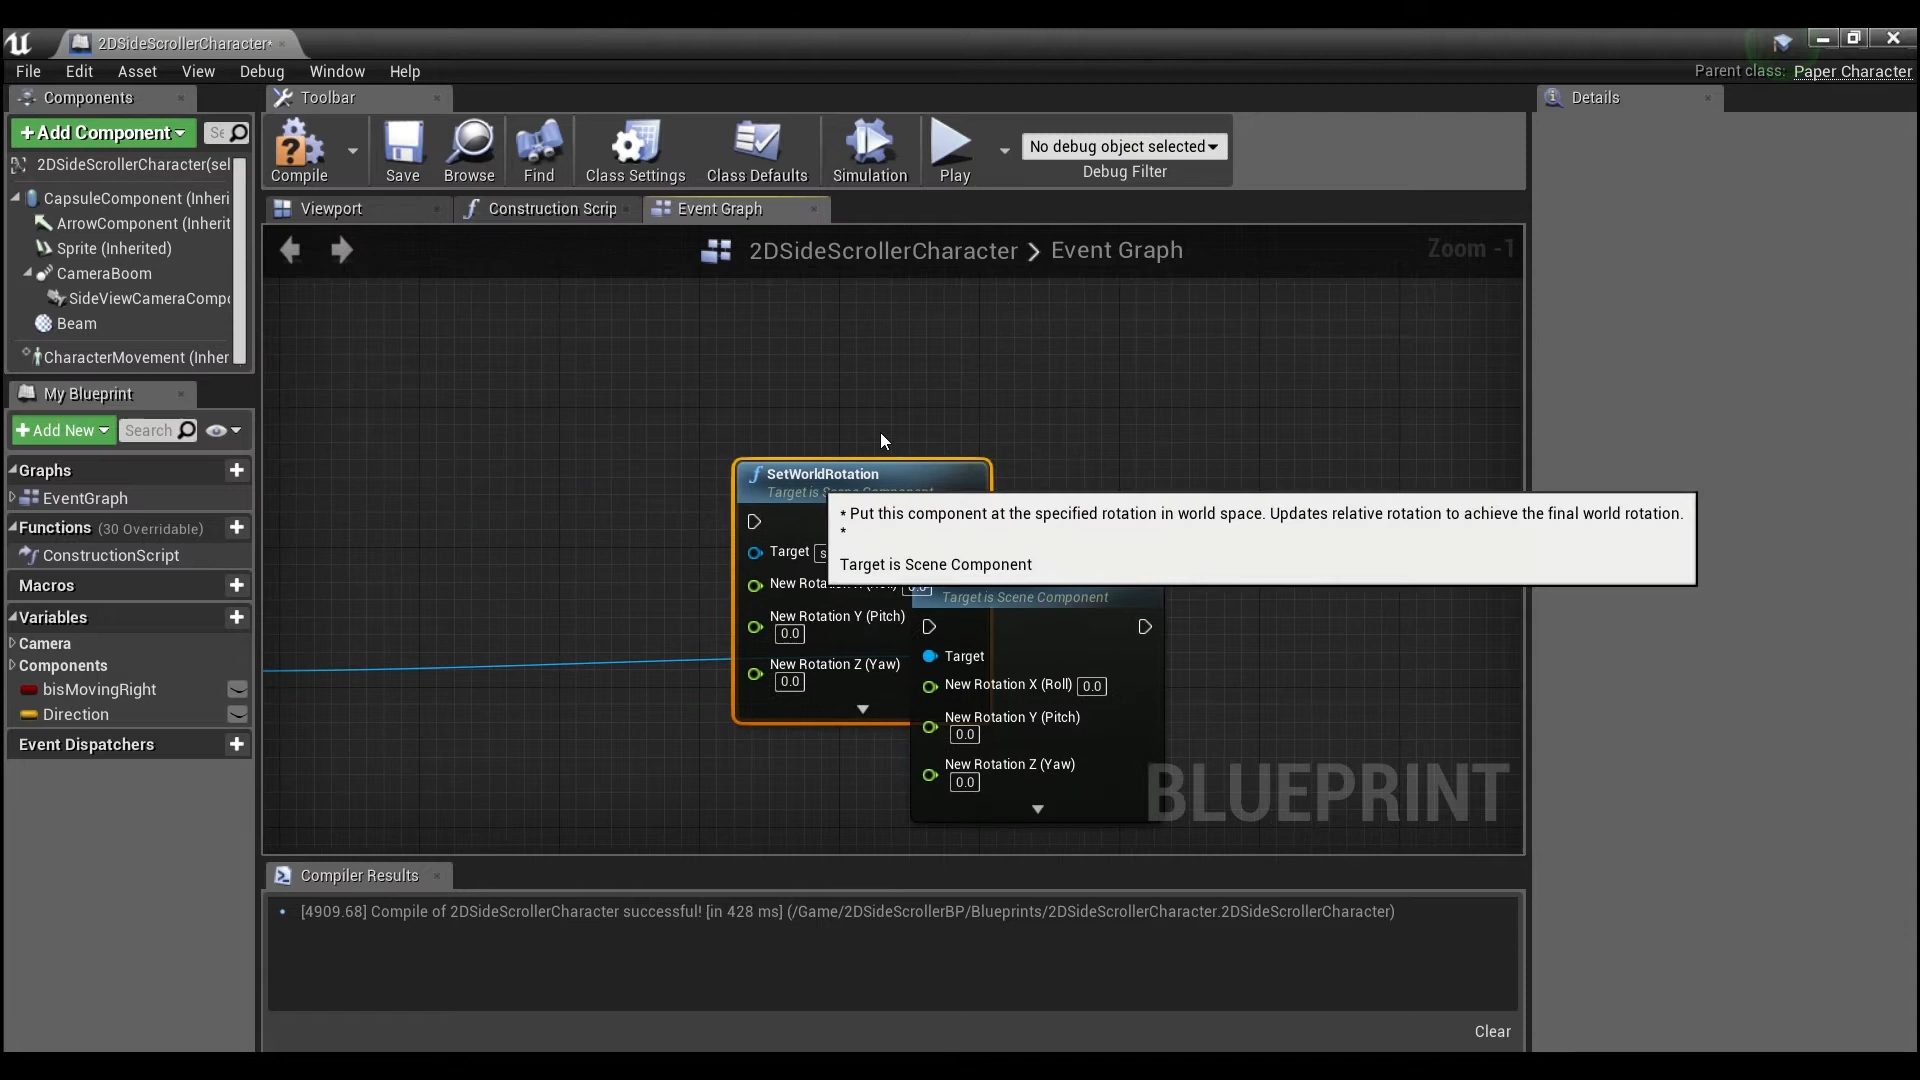 2DSideScrollerCharacter*
File Edit Asset View Debug Window Help
Parent class: Paper Character
Components
Toolbar
Details
+Add Component
Se
2DSideScrollerCharacter(sel
CapsuleComponent (Inheri
ArrowComponent (Inherit
Sprite (Inherited)
CameraBoom
SideViewCameraCompo
Beam
CharacterMovement (Inher
Compile
Save
Browse
Find
Class Settings
Class Defaults
Simulation
Play
No debug object selected
Debug Filter
Viewport
Construction Scrip
Event Graph
2DSideScrollerCharacter > Event Graph
Zoom -1
My Blueprint
+Add New
Search
Graphs
EventGraph
Functions (30 Overridable)
ConstructionScript
Macros
Variables
Camera
Components
bisMovingRight
Direction
Event Dispatchers
SetWorldRotation
Target is Scene Component
Target s
New Rotation X (Roll) 0.0
New Rotation Y (Pitch)
0.0
New Rotation Z (Yaw)
0.0
* Put this component at the specified rotation in world space. Updates relative rotation to achieve the final world rotation.
*
Target is Scene Component
Target is Scene Component
Target
New Rotation X (Roll) 0.0
New Rotation Y (Pitch)
0.0
New Rotation Z (Yaw)
0.0
BLUEPRINT
Compiler Results
[4909.68] Compile of 2DSideScrollerCharacter successful! [in 428 ms] (/Game/2DSideScrollerBP/Blueprints/2DSideScrollerCharacter.2DSideScrollerCharacter)
Clear